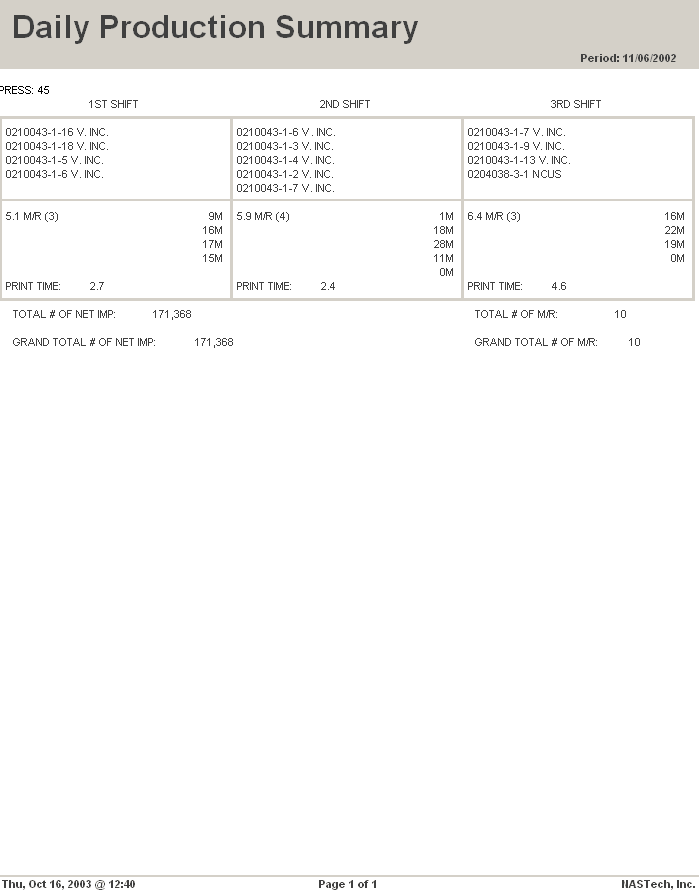 Daily Production Summary
Period: 11/06/2002
PRESS: 45
1ST SHIFT 2ND SHIFT 3RD SHIFT
0210043-1-16 V. INC. 0210043-1-6 V. INC. 0210043-1-7 V. INC.
0210043-1-18 V. INC. 0210043-1-3 V. INC. 0210043-1-9 V. INC.
0210043-1-5 V. INC. 0210043-1-4 V. INC. 0210043-1-13 V. INC.
0210043-1-6 V. INC. 0210043-1-2 V. INC. 0204038-3-1 NCUS
0210043-1-7 V. INC.
5.1 M/R (3) 9M 5.9 M/R (4) 1M 6.4 M/R (3) 16M
16M 18M 22M
17M 28M 19M
15M 11M 0M
0M
PRINT TIME: 2.7 PRINT TIME: 2.4 PRINT TIME: 4.6
TOTAL # OF NET IMP: 171,368 TOTAL # OF M/R: 10
GRAND TOTAL # OF NET IMP: 171,368 GRAND TOTAL # OF M/R: 10
Thu, Oct 16, 2003 @ 12:40 Page 1 of 1 NASTech, Inc.